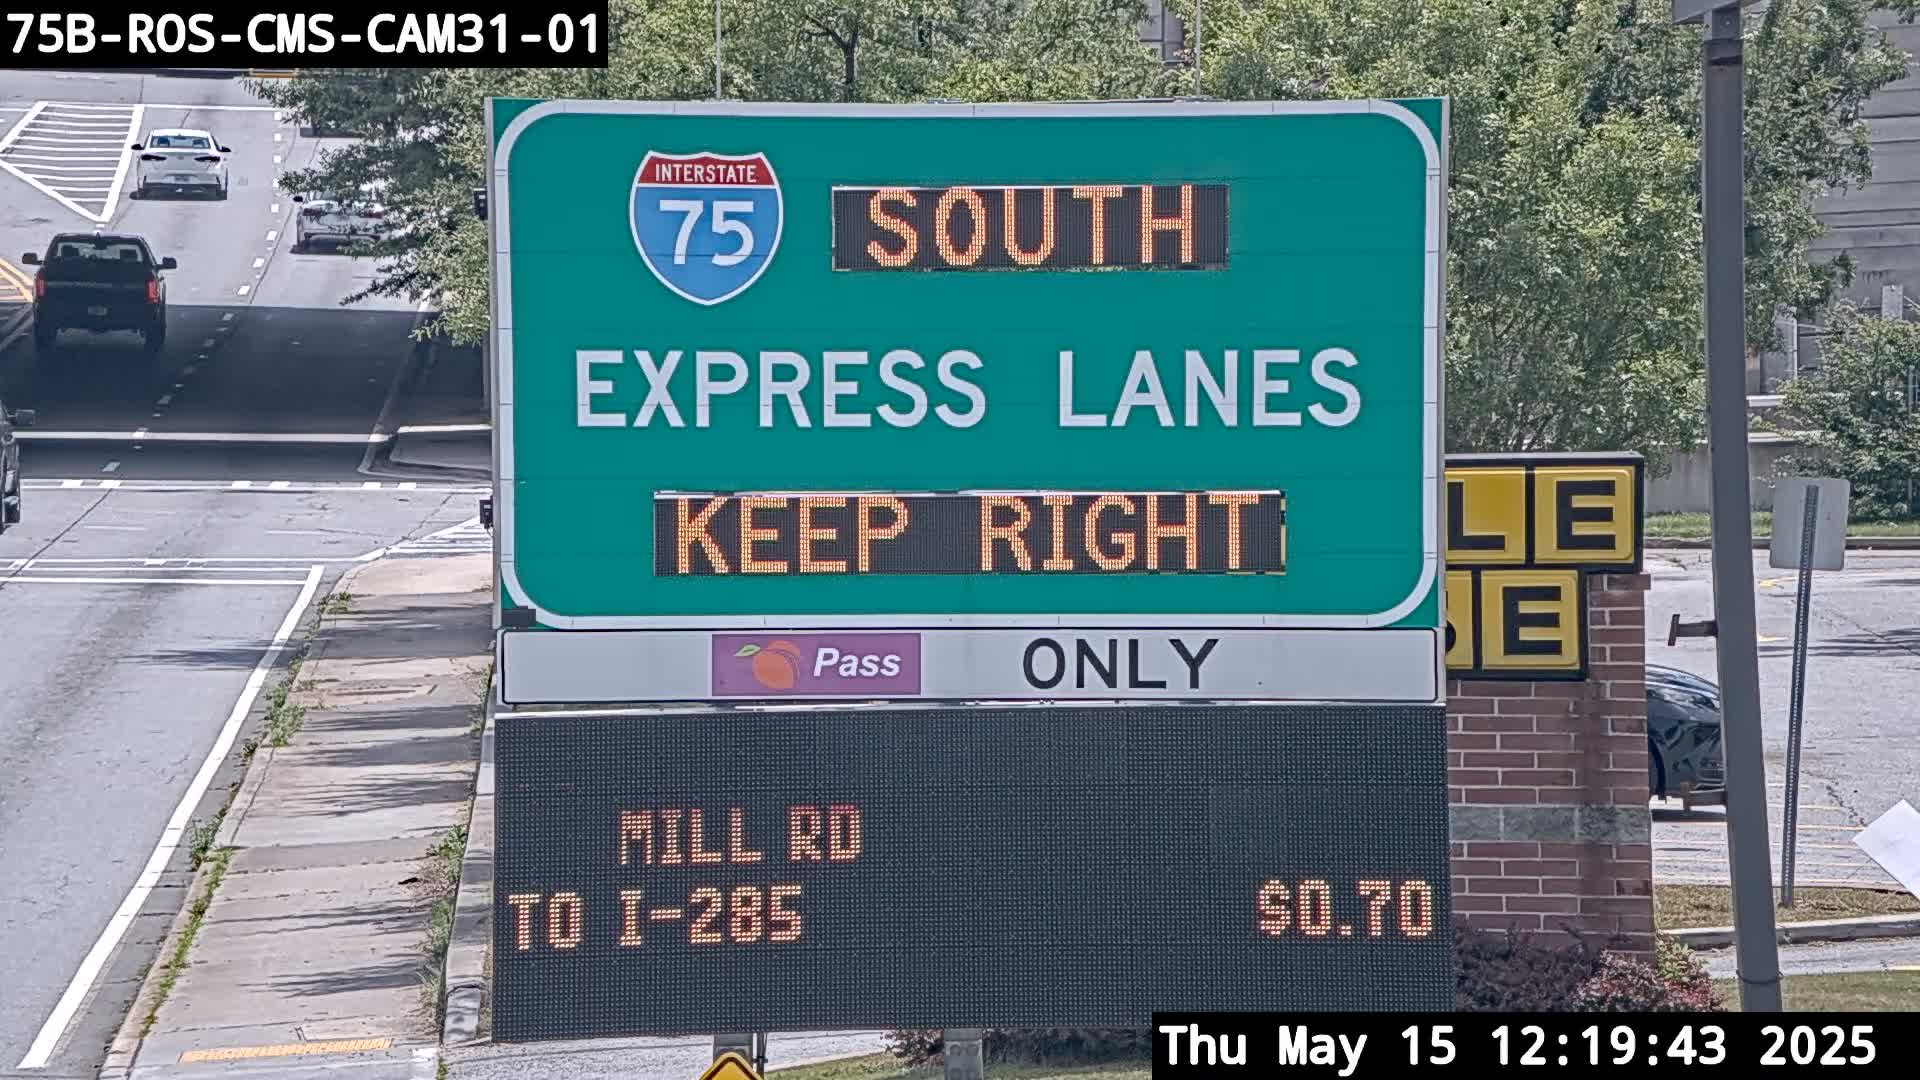 75B-ROS-CMS-CAM31-01
INTERSTATE
75
SOUTH
EXPRESS LANES
KEEP RIGHT
Pass ONLY
LE
E
MILL RD
TO I-285 $0.70
Thu May 15 12:19:43 2025